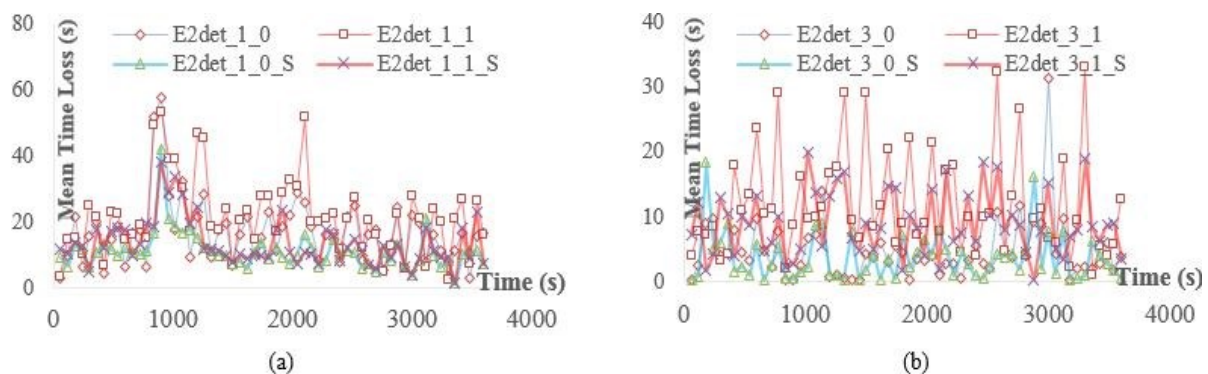 80
60
40
20
0
Mean Time Loss (s)
E2det_1_0
E2det_1_1
E2det_1_0_S
E2det_1_1_S
Time (s)
0 1000 2000 3000 4000
(a)
40
30
20
10
0
Mean Time Loss (s)
E2det_3_0
E2det_3_1
E2det_3_0_S
E2det_3_1_S
Time (s)
0 1000 2000 3000 4000
(b)